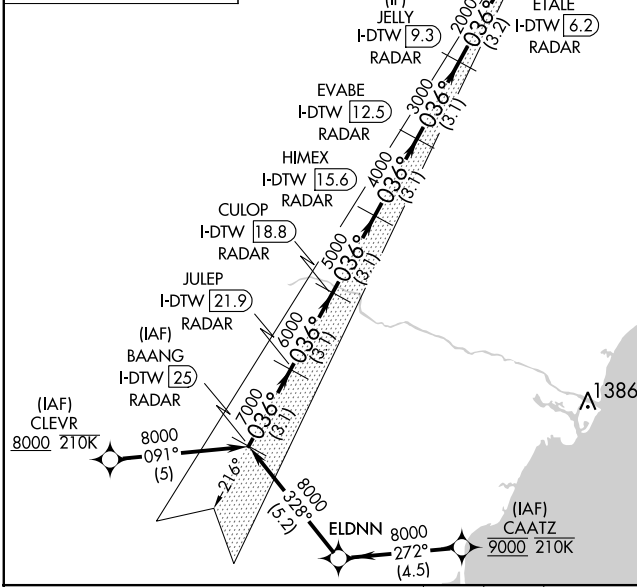 (IF)
JELLY
I-DTW 9.3
RADAR
ETALE
I-DTW 6.2
RADAR
2000
036°
(3.2)
EVABE
I-DTW 12.5
RADAR
3000
036°
(3.1)
HIMEX
I-DTW 15.6
RADAR
4000
036°
(3.1)
CULOP
I-DTW 18.8
RADAR
5000
036°
(3.1)
JULEP
I-DTW 21.9
RADAR
6000
036°
(3.1)
(IAF)
BAANG
I-DTW 25
RADAR
7000
036°
(3.1)
1386
(IAF)
CLEVR
8000 210K
8000
091°
(5)
216°
8000
328°
(5.2)
ELDNN
8000
272°
(4.5)
(IAF)
CAATZ
9000 210K